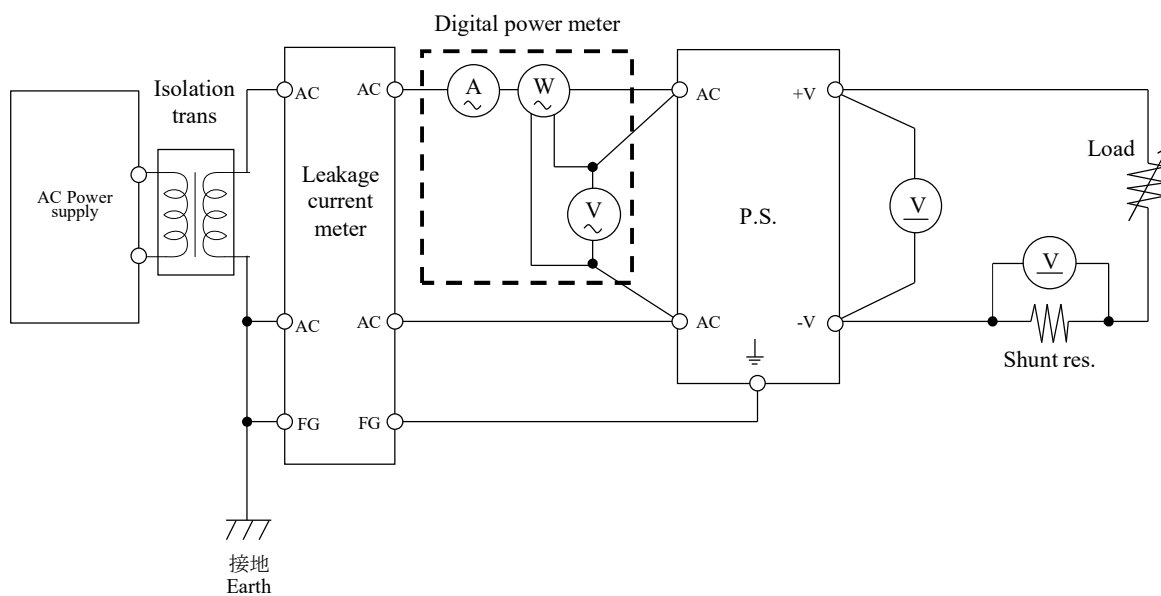 Digital power meter
Isolation
trans
AC Power
supply
AC
AC
AC
AC
FG
FG
Leakage
current
meter
A
W
V
AC
AC
P.S.
+V
-V
V
V
Load
Shunt res.
接地
Earth